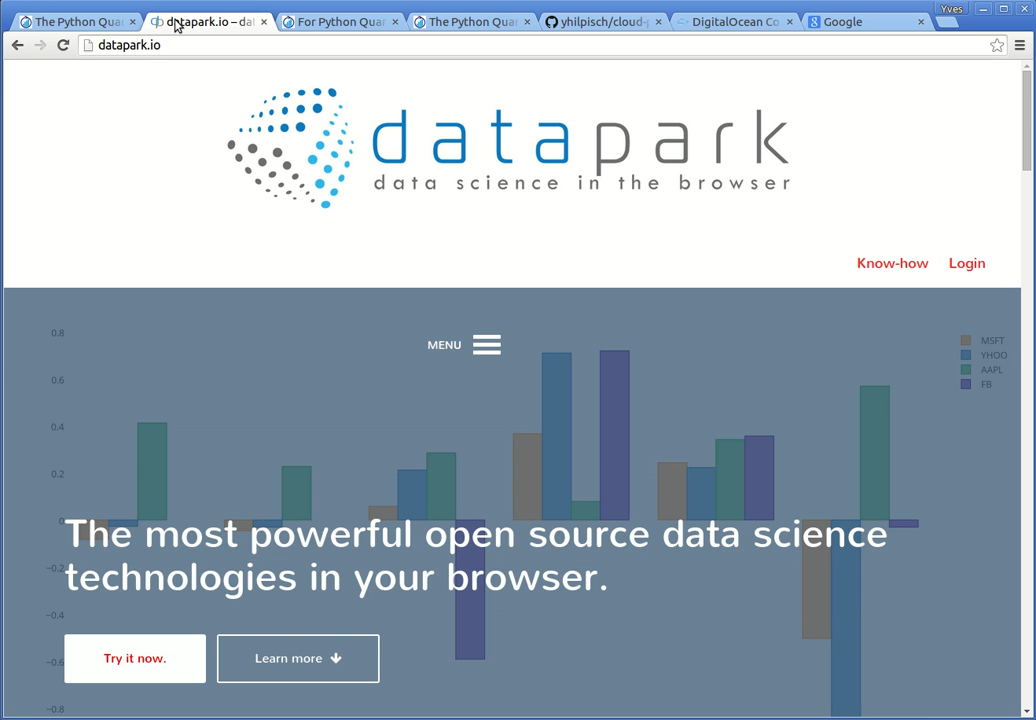 Yves
The Python Qua
datapark.io – dat
For Python Quan
The Python Quan
yhilpisch/cloud-p
DigitalOcean Co
Google
datapark.io
datapark
data science in the browser
Know-how Login
MENU
0.8
0.6
0.4
0.2
0
−0.2
−0.4
−0.6
−0.8
MSFT
YHOO
AAPL
FB
The most powerful open source data science
technologies in your browser.
Try it now. Learn more